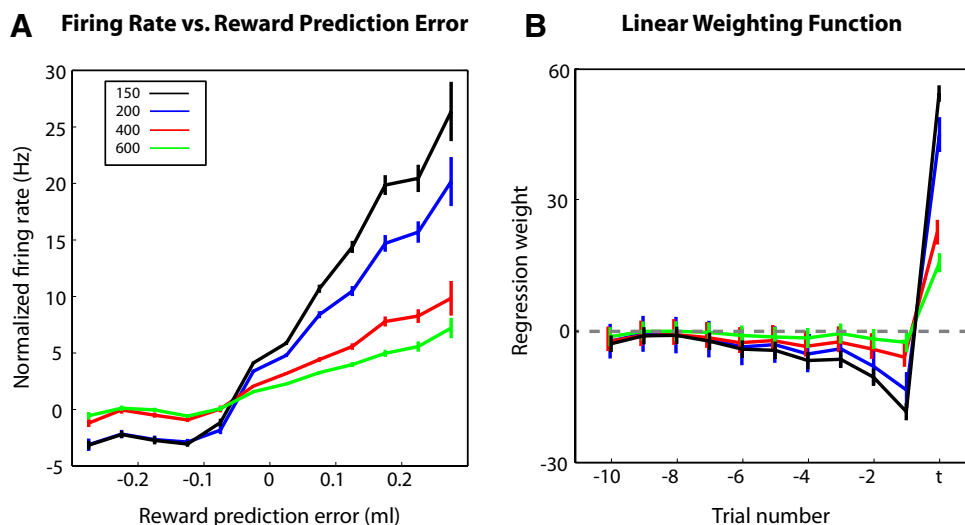 A Firing Rate vs. Reward Prediction Error
30
25
20
15
10
5
0
-5
Normalized firing rate (Hz)
150
200
400
600
-0.2 -0.1 0 0.1 0.2
Reward prediction error (ml)
B Linear Weighting Function
60
30
0
-30
Regression weight
-10 -8 -6 -4 -2 t
Trial number